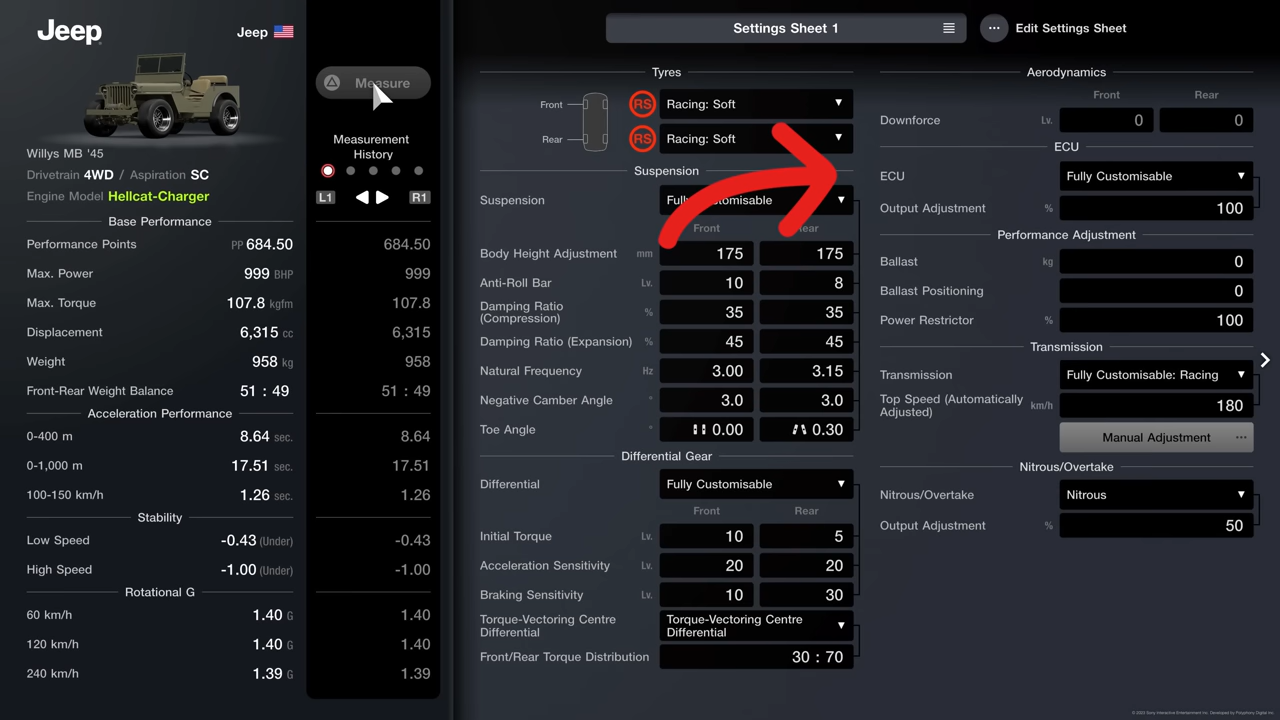 Jeep
Jeep
Willys MB '45
Drivetrain 4WD / Aspiration SC
Engine Model Hellcat-Charger
Base Performance
Performance Points PP 684.50
Max. Power 999 BHP
Max. Torque 107.8 kgfm
Displacement 6,315 cc
Weight 958 kg
Front-Rear Weight Balance 51 : 49
Acceleration Performance
0-400 m 8.64 sec.
0-1,000 m 17.51 sec.
100-150 km/h 1.26 sec.
Stability
Low Speed -0.43 (Under)
High Speed -1.00 (Under)
Rotational G
60 km/h 1.40 G
120 km/h 1.40 G
240 km/h 1.39 G
Measure
Measurement
History
L1 R1
684.50
999
107.8
6,315
958
51 : 49
8.64
17.51
1.26
-0.43
-1.00
1.40
1.40
1.39
Settings Sheet 1
Edit Settings Sheet
Tyres
Front RS Racing: Soft
Rear RS Racing: Soft
Suspension
Suspension Fully Customisable
Front Rear
Body Height Adjustment mm 175 175
Anti-Roll Bar Lv. 10 8
Damping Ratio
(Compression) % 35 35
Damping Ratio (Expansion) % 45 45
Natural Frequency Hz 3.00 3.15
Negative Camber Angle ° 3.0 3.0
Toe Angle ° 0.00 0.30
Differential Gear
Differential Fully Customisable
Front Rear
Initial Torque Lv. 10 5
Acceleration Sensitivity Lv. 20 20
Braking Sensitivity Lv. 10 30
Torque-Vectoring Centre
Differential
Torque-Vectoring Centre
Differential
Front/Rear Torque Distribution 30 : 70
Aerodynamics
Front Rear
Downforce Lv. 0 0
ECU
ECU Fully Customisable
Output Adjustment % 100
Performance Adjustment
Ballast kg 0
Ballast Positioning 0
Power Restrictor % 100
Transmission
Transmission Fully Customisable: Racing
Top Speed (Automatically
Adjusted) km/h 180
Manual Adjustment
Nitrous/Overtake
Nitrous/Overtake Nitrous
Output Adjustment % 50
© 2023 Sony Interactive Entertainment Inc. Developed by Polyphony Digital Inc.